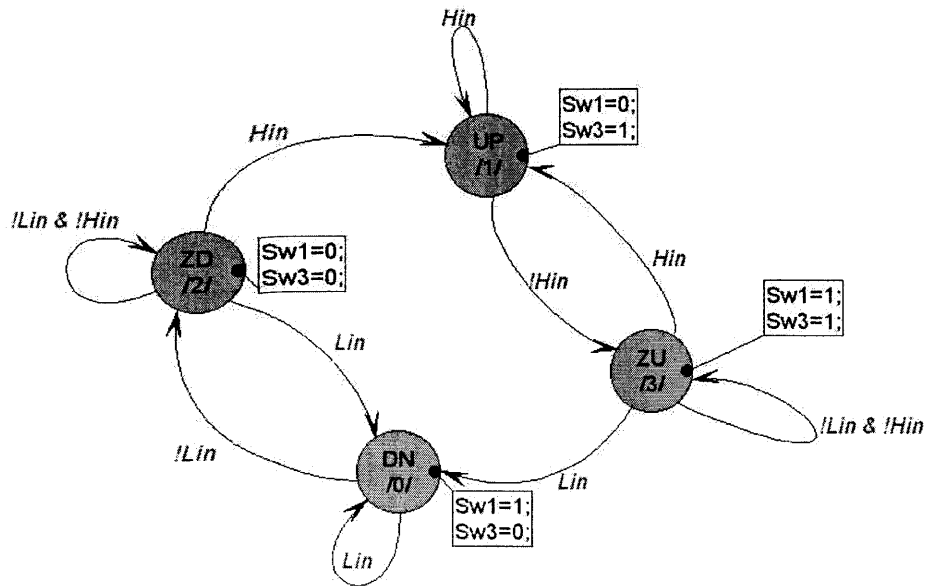 Hin
Sw1=0;
Sw3=1;
UP
/1/
Hin
!Lin & !Hin
ZD
/2/
Sw1=0;
Sw3=0;
Hin
!Hin
Sw1=1;
Sw3=1;
Lin
ZU
/3/
!Lin & !Hin
!Lin
DN
/0/
Lin
Sw1=1;
Sw3=0;
Lin